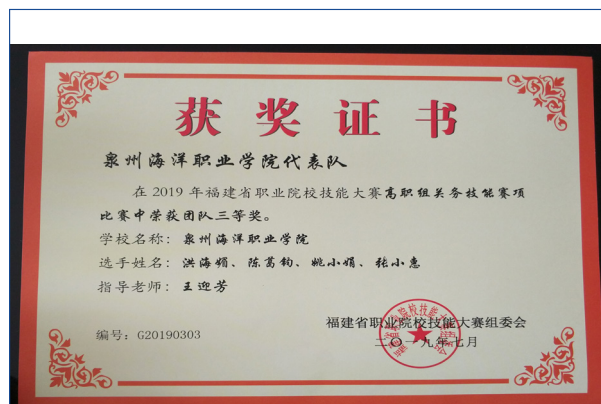 获奖证书
泉州海洋职业学院代表队
在2019年福建省职业院校技能大赛高职组关务技能赛项
比赛中荣获团队三等奖。
学校名称：泉州海洋职业学院
选手姓名：洪海媚、陈葛钧、姚小娟、张小惠
指导老师：王迎芳
编号：G20190303
福建省职业院校技能大赛组委会
二〇一九年七月